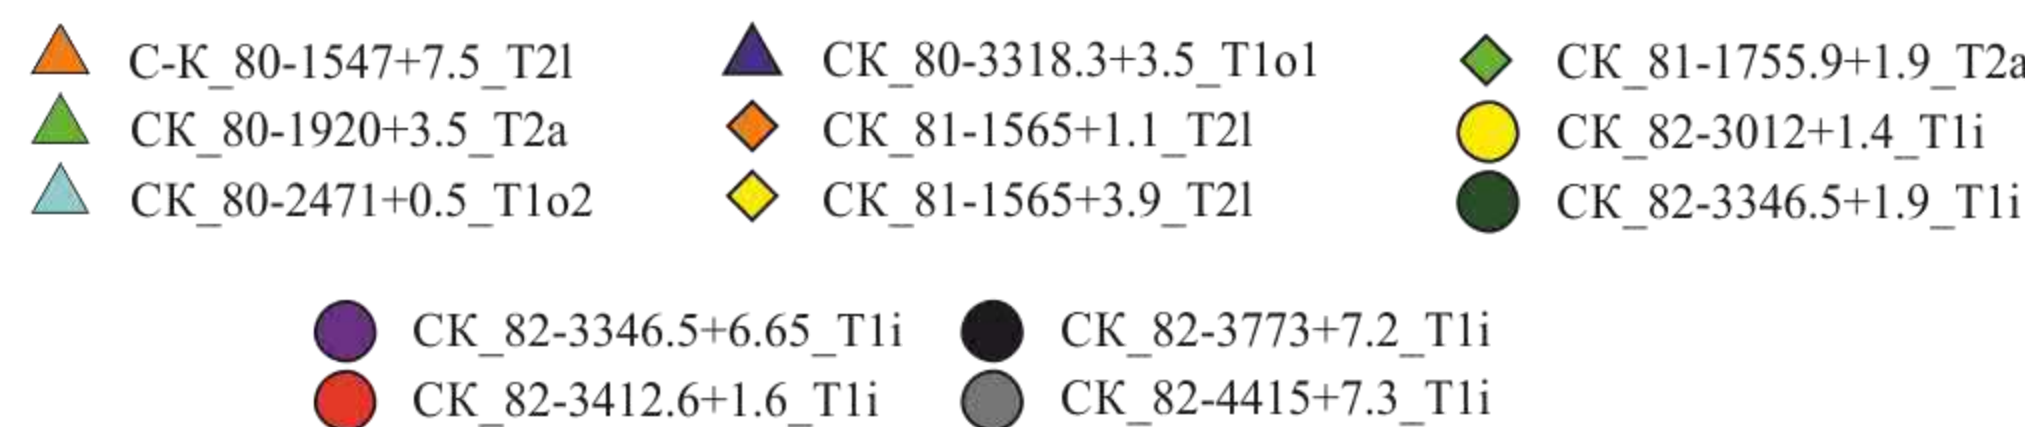 С-К_80-1547+7.5_T2l
СК_80-1920+3.5_T2a
СК_80-2471+0.5_T1o2
СК_80-3318.3+3.5_T1o1
СК_81-1565+1.1_T2l
СК_81-1565+3.9_T2l
СК_81-1755.9+1.9_T2a
СК_82-3012+1.4_T1i
СК_82-3346.5+1.9_T1i
СК_82-3346.5+6.65_T1i
СК_82-3412.6+1.6_T1i
СК_82-3773+7.2_T1i
СК_82-4415+7.3_T1i